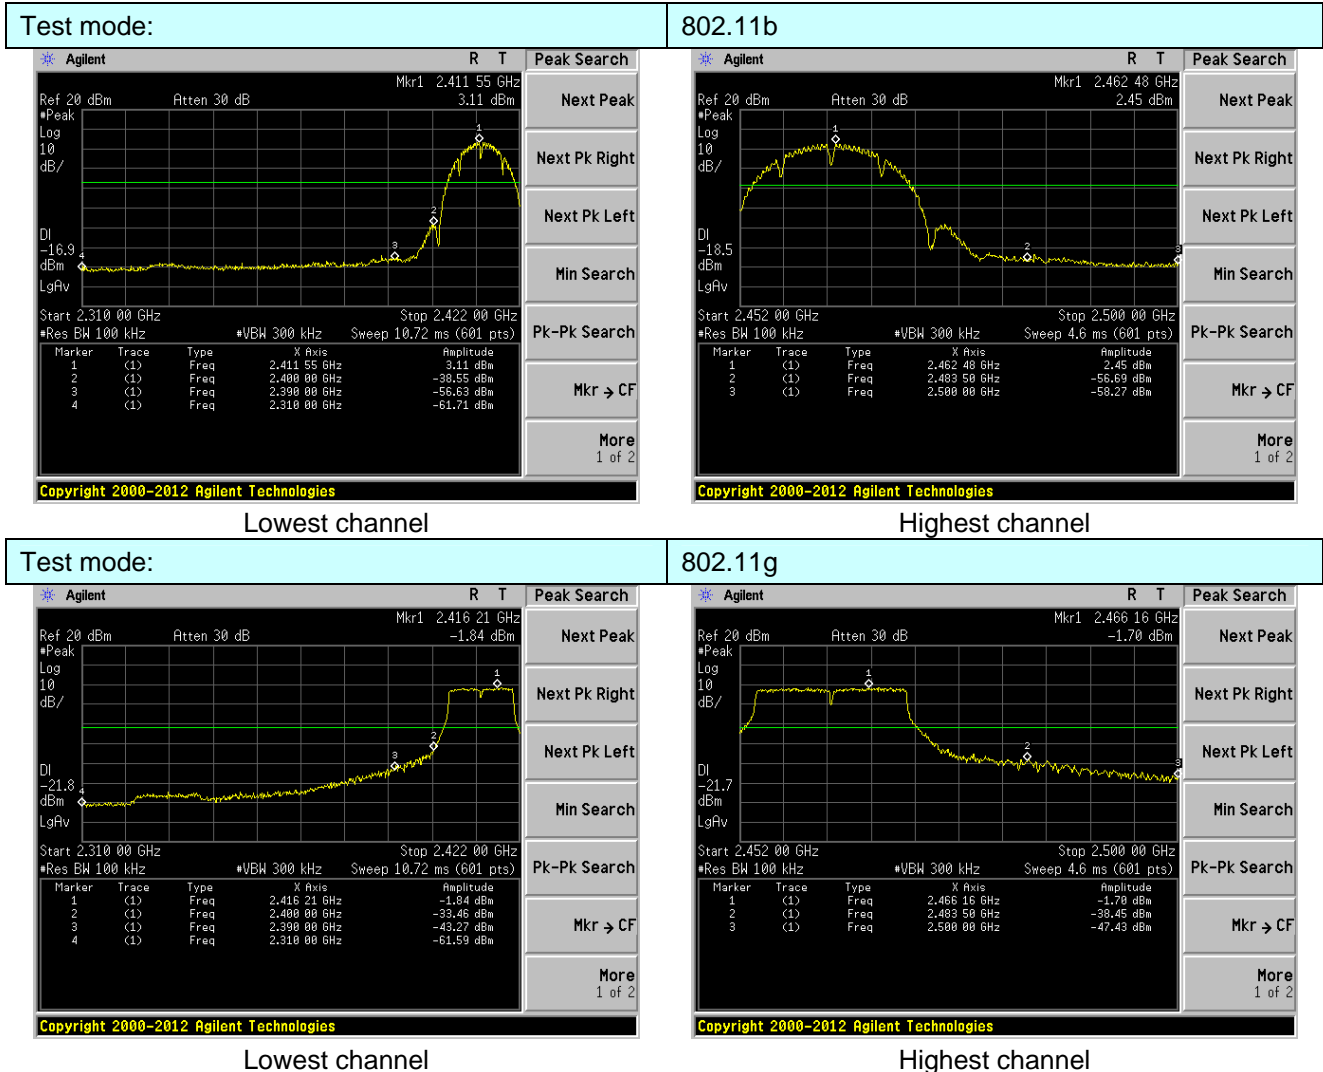 Test mode: 802.11b
Agilent R T Peak Search
Mkr1 2.411 55 GHz
Ref 20 dBm Atten 30 dB 3.11 dBm
#Peak
Log
10
dB/
1
2
3
4
DI
-16.9
dBm
LgAv
Start 2.310 00 GHz Stop 2.422 00 GHz
#Res BW 100 kHz #VBW 300 kHz Sweep 10.72 ms (601 pts)
Marker Trace Type X Axis Amplitude
1 (1) Freq 2.411 55 GHz 3.11 dBm
2 (1) Freq 2.400 00 GHz -38.55 dBm
3 (1) Freq 2.390 00 GHz -56.63 dBm
4 (1) Freq 2.310 00 GHz -61.71 dBm
Next Peak
Next Pk Right
Next Pk Left
Min Search
Pk-Pk Search
Mkr → CF
More
1 of 2
Copyright 2000-2012 Agilent Technologies
Lowest channel
Agilent R T Peak Search
Mkr1 2.462 48 GHz
Ref 20 dBm Atten 30 dB 2.45 dBm
#Peak
Log
10
dB/
1
2
3
DI
-18.5
dBm
LgAv
Start 2.452 00 GHz Stop 2.500 00 GHz
#Res BW 100 kHz #VBW 300 kHz Sweep 4.6 ms (601 pts)
Marker Trace Type X Axis Amplitude
1 (1) Freq 2.462 48 GHz 2.45 dBm
2 (1) Freq 2.483 50 GHz -56.69 dBm
3 (1) Freq 2.500 00 GHz -58.27 dBm
Next Peak
Next Pk Right
Next Pk Left
Min Search
Pk-Pk Search
Mkr → CF
More
1 of 2
Copyright 2000-2012 Agilent Technologies
Highest channel
Test mode: 802.11g
Agilent R T Peak Search
Mkr1 2.416 21 GHz
Ref 20 dBm Atten 30 dB -1.84 dBm
#Peak
Log
10
dB/
1
2
3
4
DI
-21.8
dBm
LgAv
Start 2.310 00 GHz Stop 2.422 00 GHz
#Res BW 100 kHz #VBW 300 kHz Sweep 10.72 ms (601 pts)
Marker Trace Type X Axis Amplitude
1 (1) Freq 2.416 21 GHz -1.84 dBm
2 (1) Freq 2.400 00 GHz -33.46 dBm
3 (1) Freq 2.390 00 GHz -43.27 dBm
4 (1) Freq 2.310 00 GHz -61.59 dBm
Next Peak
Next Pk Right
Next Pk Left
Min Search
Pk-Pk Search
Mkr → CF
More
1 of 2
Copyright 2000-2012 Agilent Technologies
Lowest channel
Agilent R T Peak Search
Mkr1 2.466 16 GHz
Ref 20 dBm Atten 30 dB -1.70 dBm
#Peak
Log
10
dB/
1
2
3
DI
-21.7
dBm
LgAv
Start 2.452 00 GHz Stop 2.500 00 GHz
#Res BW 100 kHz #VBW 300 kHz Sweep 4.6 ms (601 pts)
Marker Trace Type X Axis Amplitude
1 (1) Freq 2.466 16 GHz -1.70 dBm
2 (1) Freq 2.483 50 GHz -38.45 dBm
3 (1) Freq 2.500 00 GHz -47.43 dBm
Next Peak
Next Pk Right
Next Pk Left
Min Search
Pk-Pk Search
Mkr → CF
More
1 of 2
Copyright 2000-2012 Agilent Technologies
Highest channel